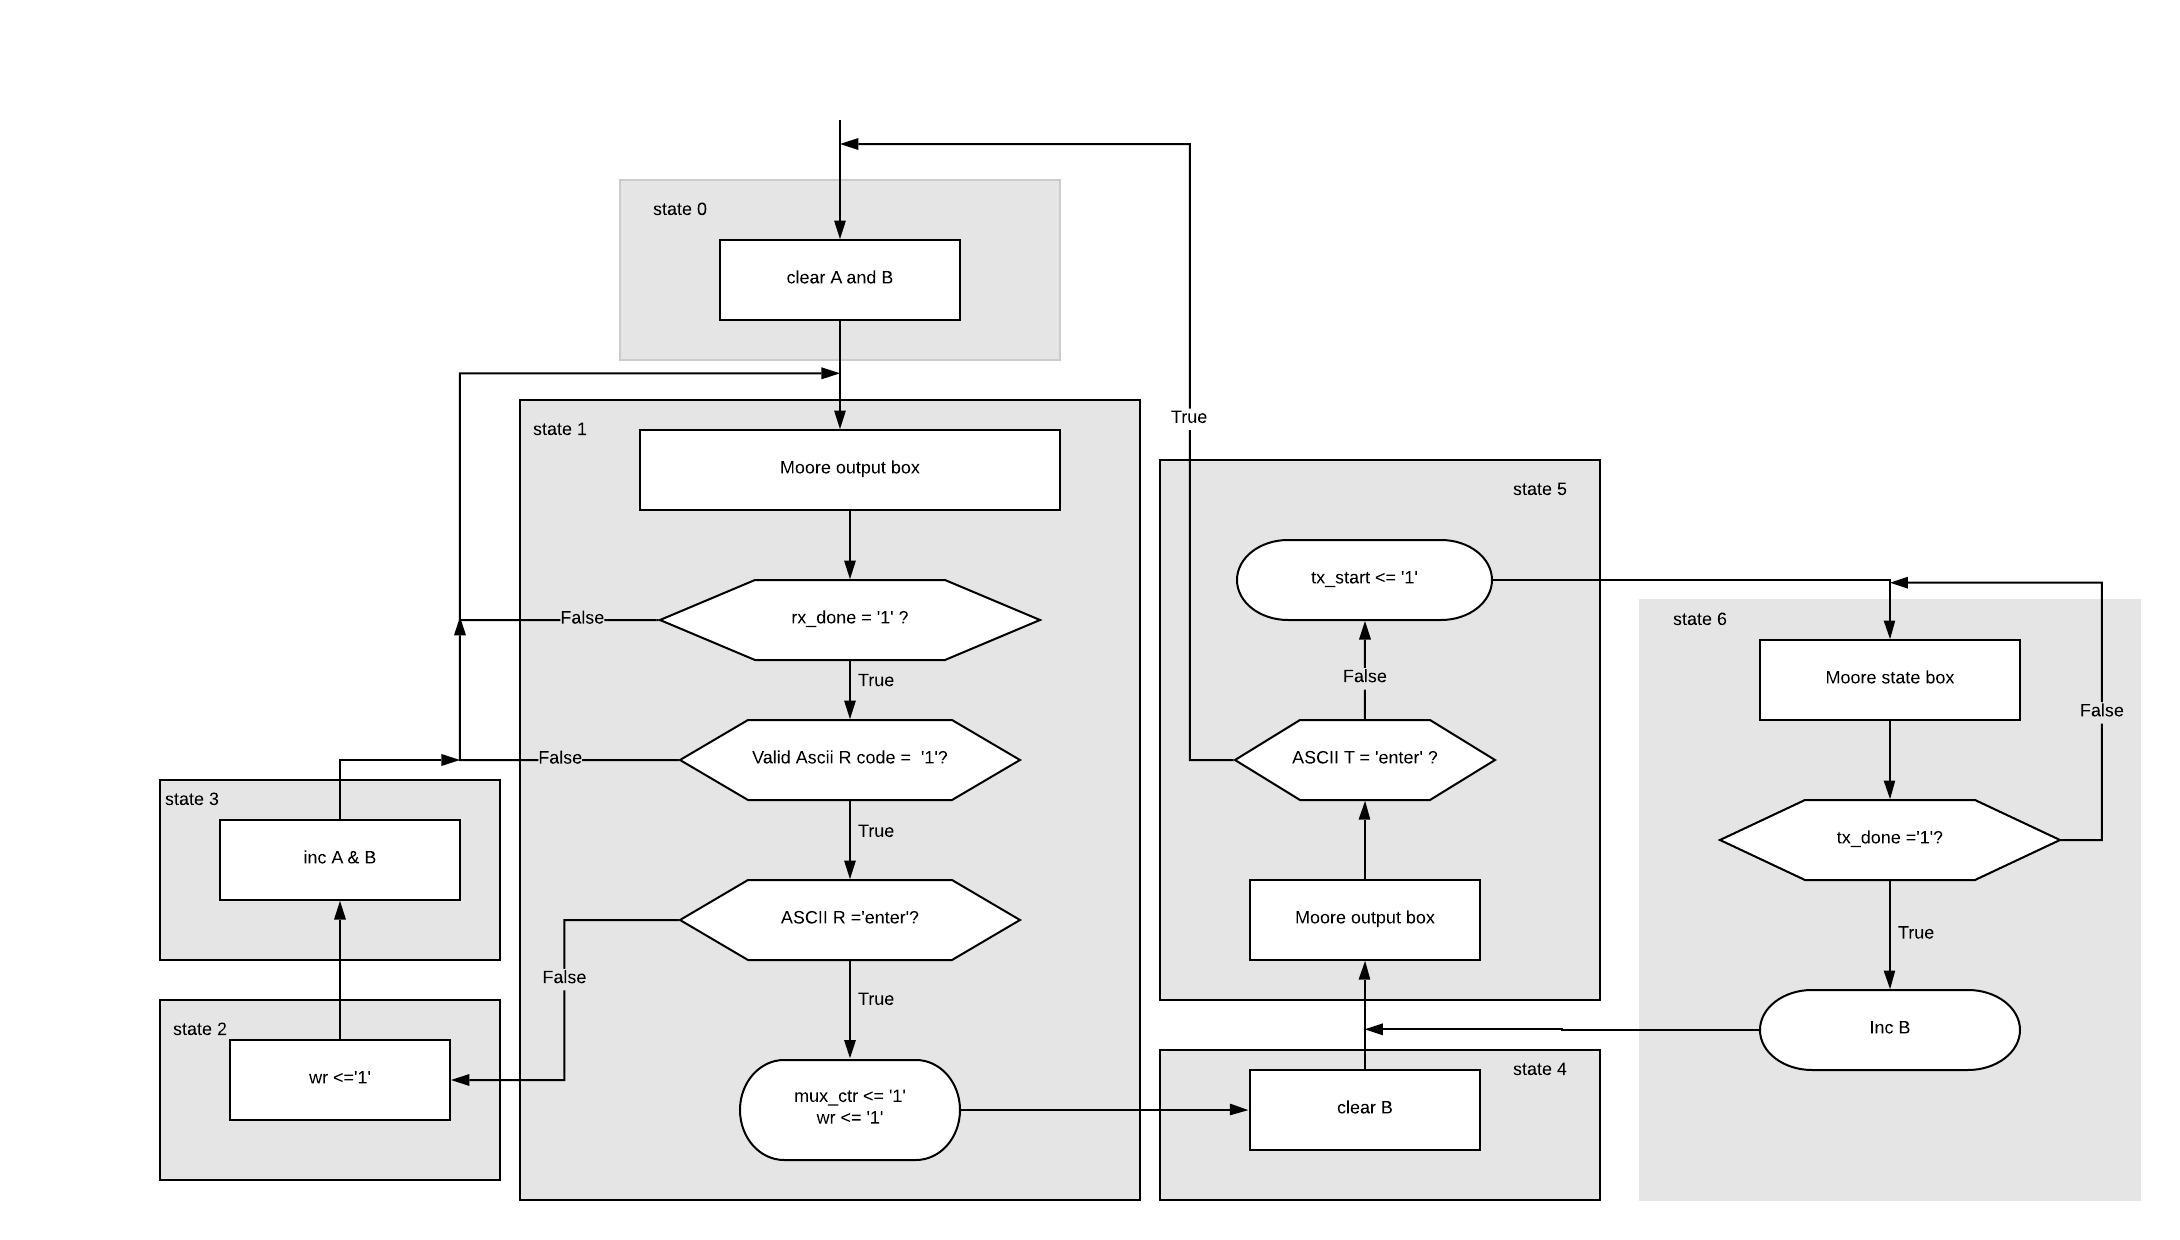 state 0
clear A and B
state 1
Moore output box
rx_done = '1' ?
False
True
Valid Ascii R code =  '1'?
False
True
ASCII R ='enter'?
False
True
mux_ctr <= '1'
wr <= '1'
state 3
inc A & B
state 2
wr <='1'
True
state 5
tx_start <= '1'
False
ASCII T = 'enter' ?
Moore output box
state 4
clear B
state 6
Moore state box
False
tx_done ='1'?
True
Inc B